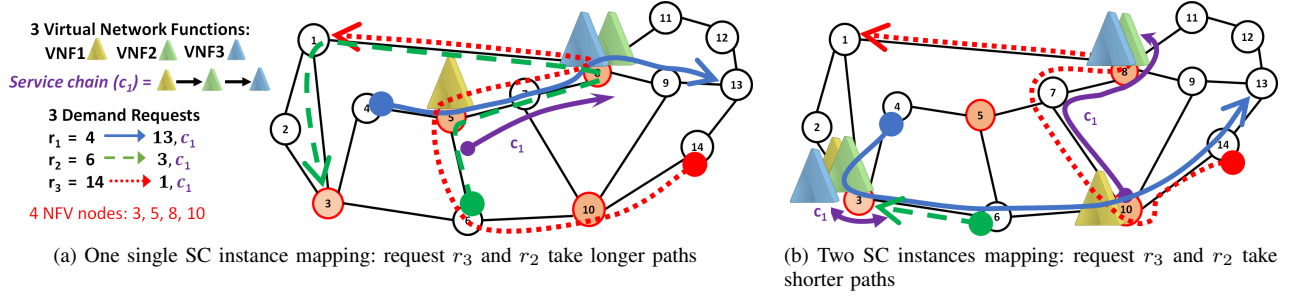 3 Virtual Network Functions:
VNF1 VNF2 VNF3
Service chain (c₁) =
3 Demand Requests
r₁ = 4 13, c₁
r₂ = 6 3, c₁
r₃ = 14 1, c₁
4 NFV nodes: 3, 5, 8, 10
1
2
3
4
5
6
7
8
9
10
11
12
13
14
c₁
(a) One single SC instance mapping: request r₃ and r₂ take longer paths
1
2
3
4
5
6
7
8
9
10
11
12
13
14
c₁
c₁
(b) Two SC instances mapping: request r₃ and r₂ take
shorter paths